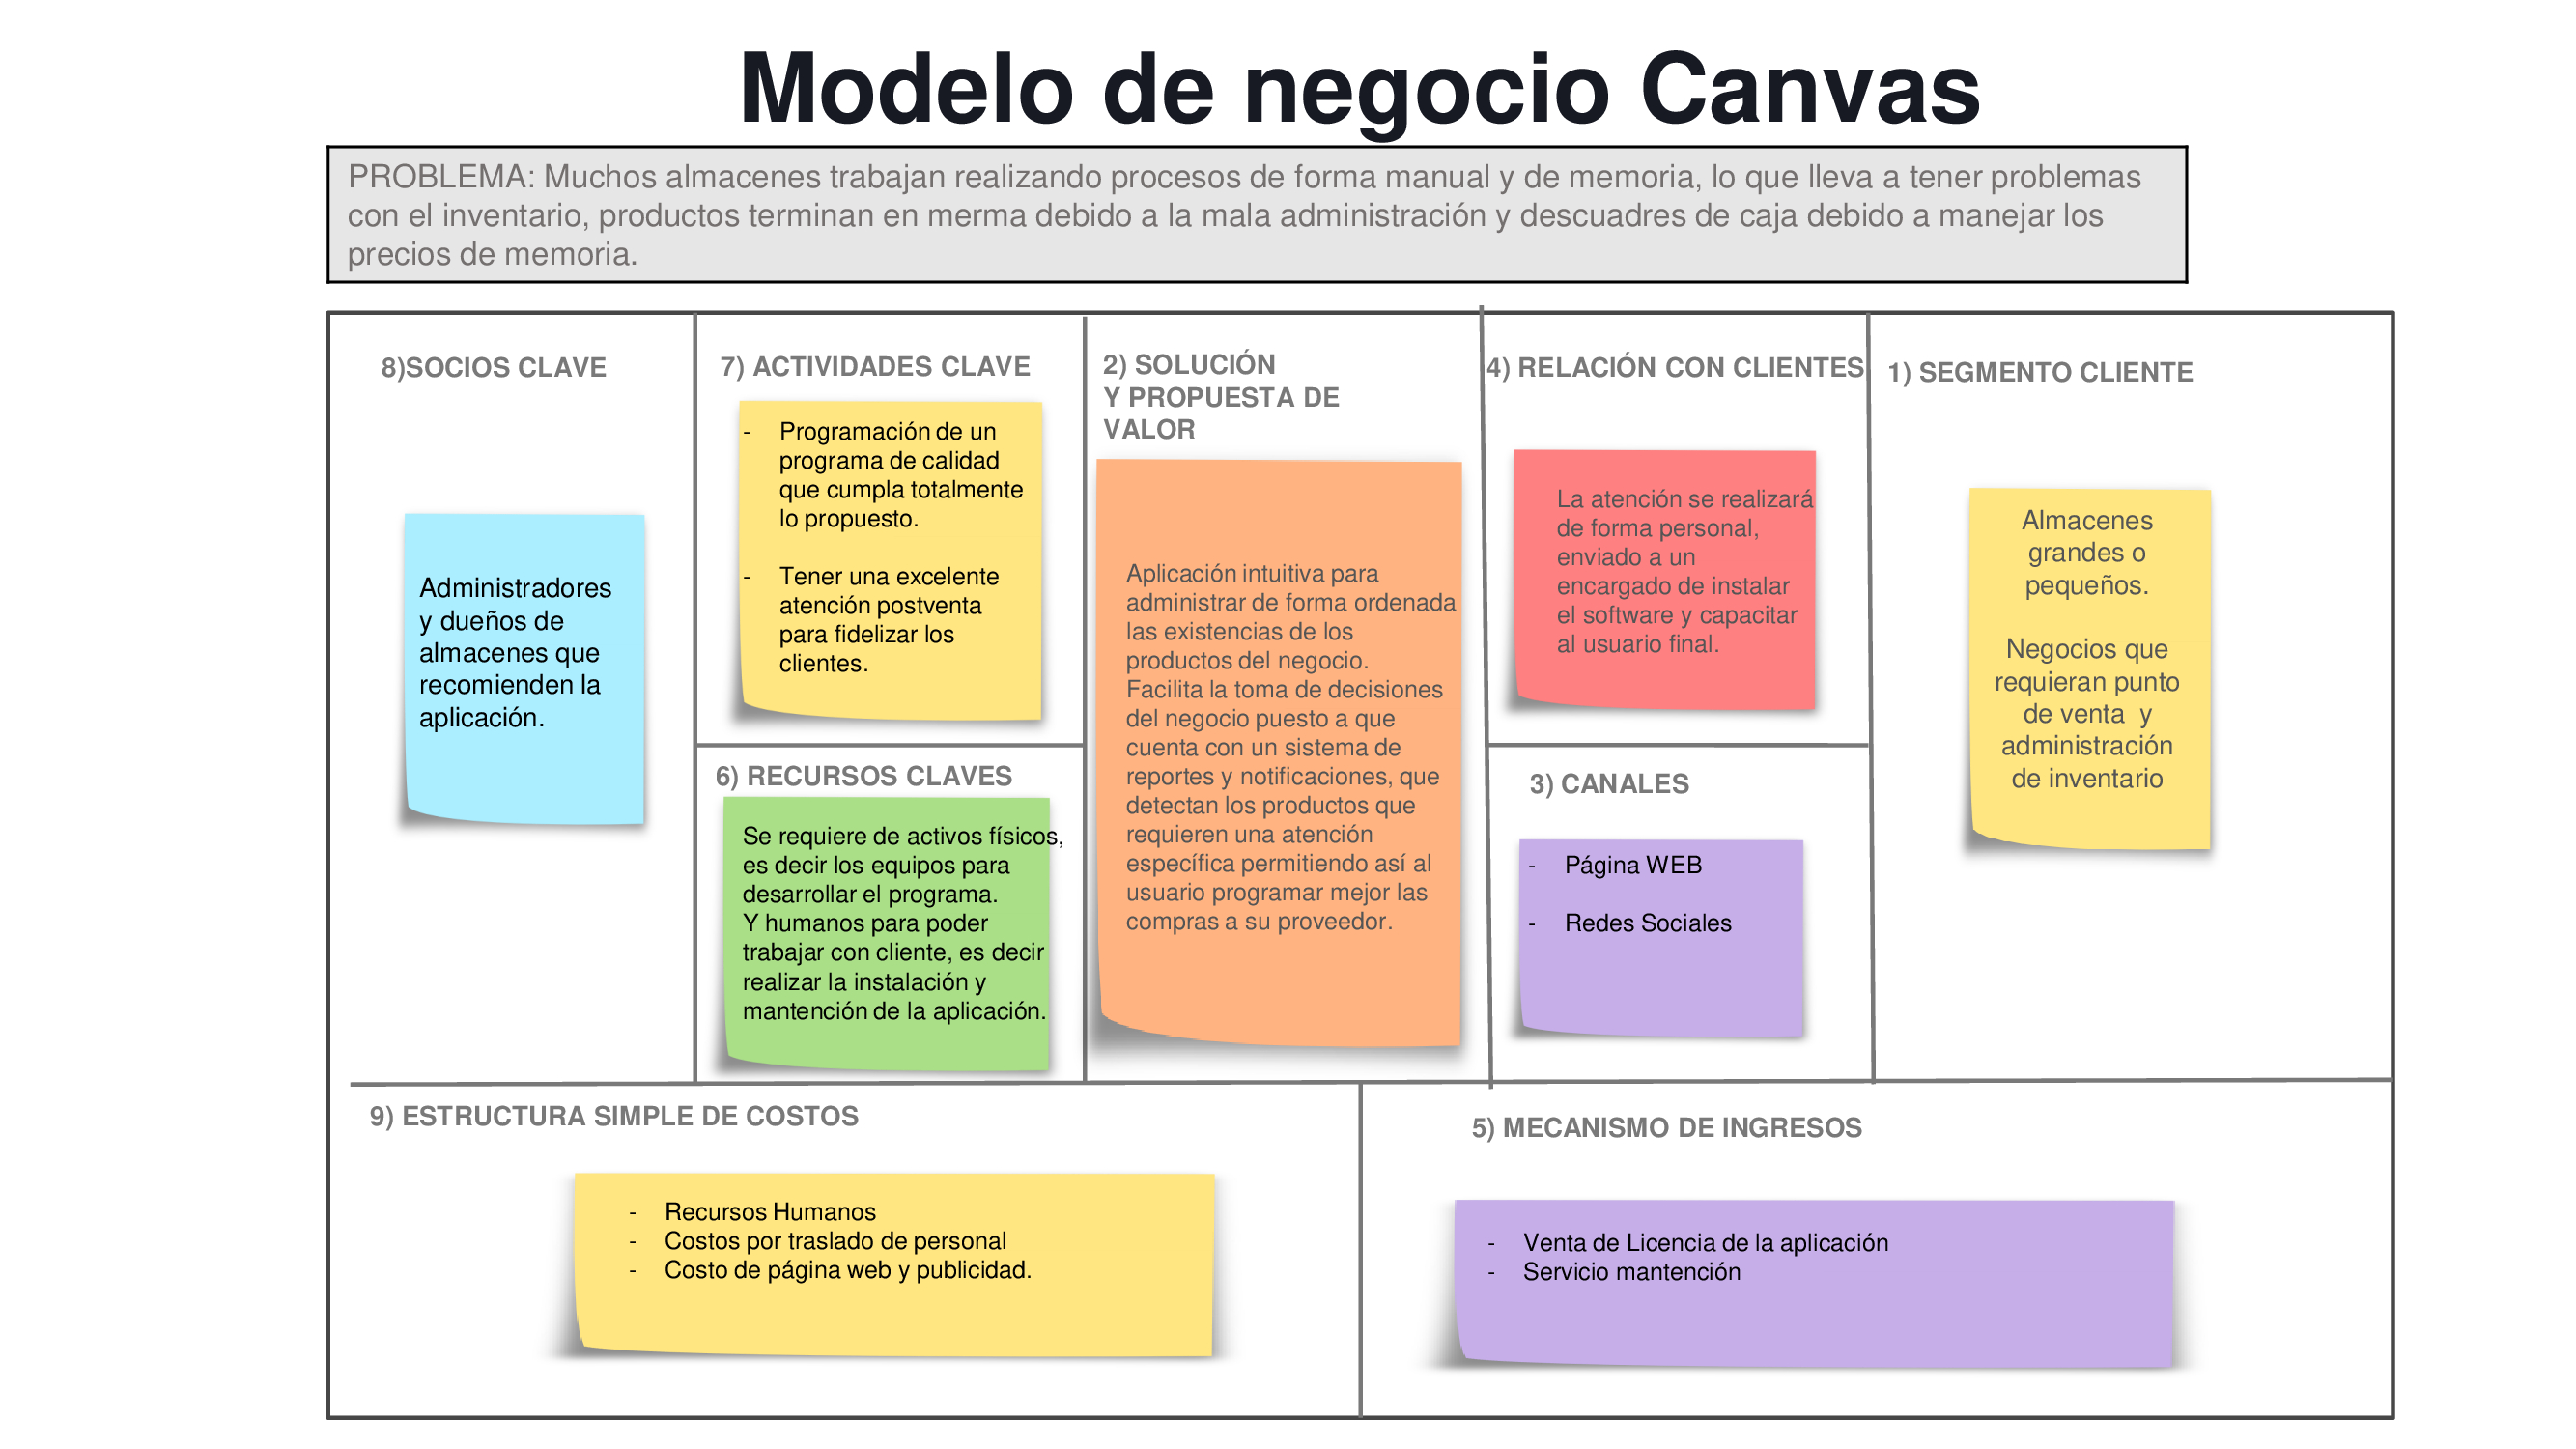 Modelo de negocio Canvas
PROBLEMA: Muchos almacenes trabajan realizando procesos de forma manual y de memoria, lo que lleva a tener problemas
con el inventario, productos terminan en merma debido a la mala administración y descuadres de caja debido a manejar los
precios de memoria.
8)SOCIOS CLAVE
Administradores
y dueños de
almacenes que
recomienden la
aplicación.
7) ACTIVIDADES CLAVE
- Programación de un
programa de calidad
que cumpla totalmente
lo propuesto.
- Tener una excelente
atención postventa
para fidelizar los
clientes.
6) RECURSOS CLAVES
Se requiere de activos físicos,
es decir los equipos para
desarrollar el programa.
Y humanos para poder
trabajar con cliente, es decir
realizar la instalación y
mantención de la aplicación.
2) SOLUCIÓN
Y PROPUESTA DE
VALOR
Aplicación intuitiva para
administrar de forma ordenada
las existencias de los
productos del negocio.
Facilita la toma de decisiones
del negocio puesto a que
cuenta con un sistema de
reportes y notificaciones, que
detectan los productos que
requieren una atención
específica permitiendo así al
usuario programar mejor las
compras a su proveedor.
4) RELACIÓN CON CLIENTES
La atención se realizará
de forma personal,
enviado a un
encargado de instalar
el software y capacitar
al usuario final.
3) CANALES
- Página WEB
- Redes Sociales
1) SEGMENTO CLIENTE
Almacenes
grandes o
pequeños.
Negocios que
requieran punto
de venta y
administración
de inventario
9) ESTRUCTURA SIMPLE DE COSTOS
- Recursos Humanos
- Costos por traslado de personal
- Costo de página web y publicidad.
5) MECANISMO DE INGRESOS
- Venta de Licencia de la aplicación
- Servicio mantención